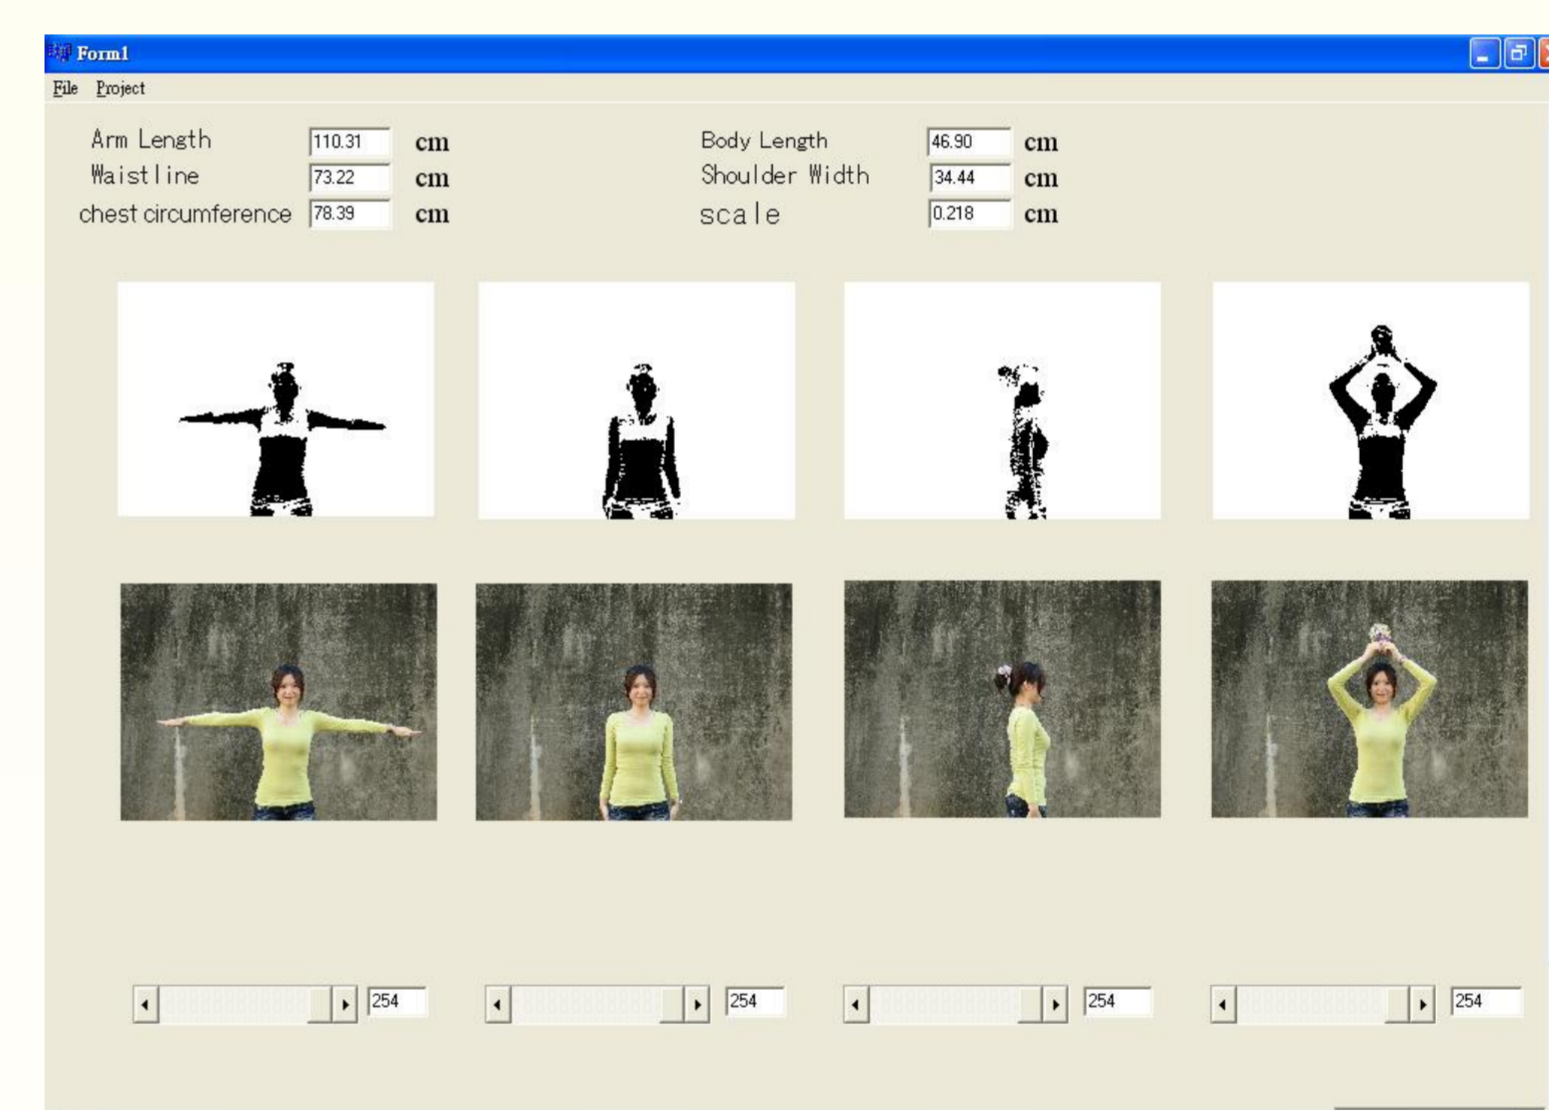 Form1
File Project
Arm Length 110.31 cm Body Length 46.90 cm
Waistline 73.22 cm Shoulder Width 34.44 cm
chest circumference 78.39 cm scale 0.218 cm
254 254 254 254